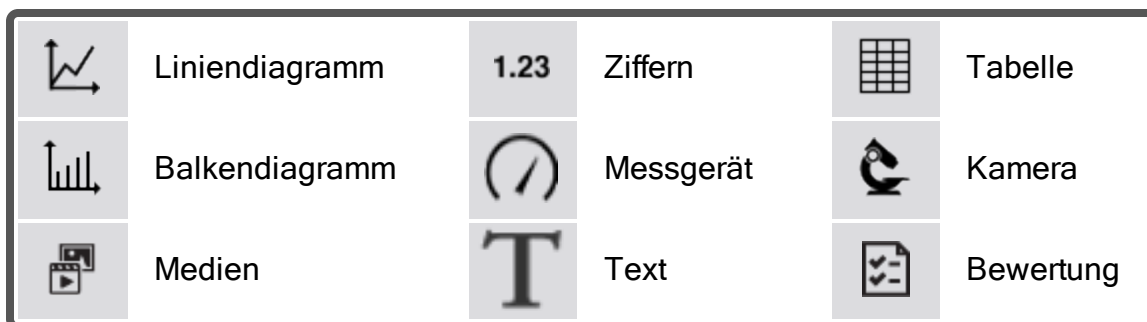 Liniendiagramm 1.23 Ziffern Tabelle
Balkendiagramm Messgerät Kamera
Medien T Text Bewertung